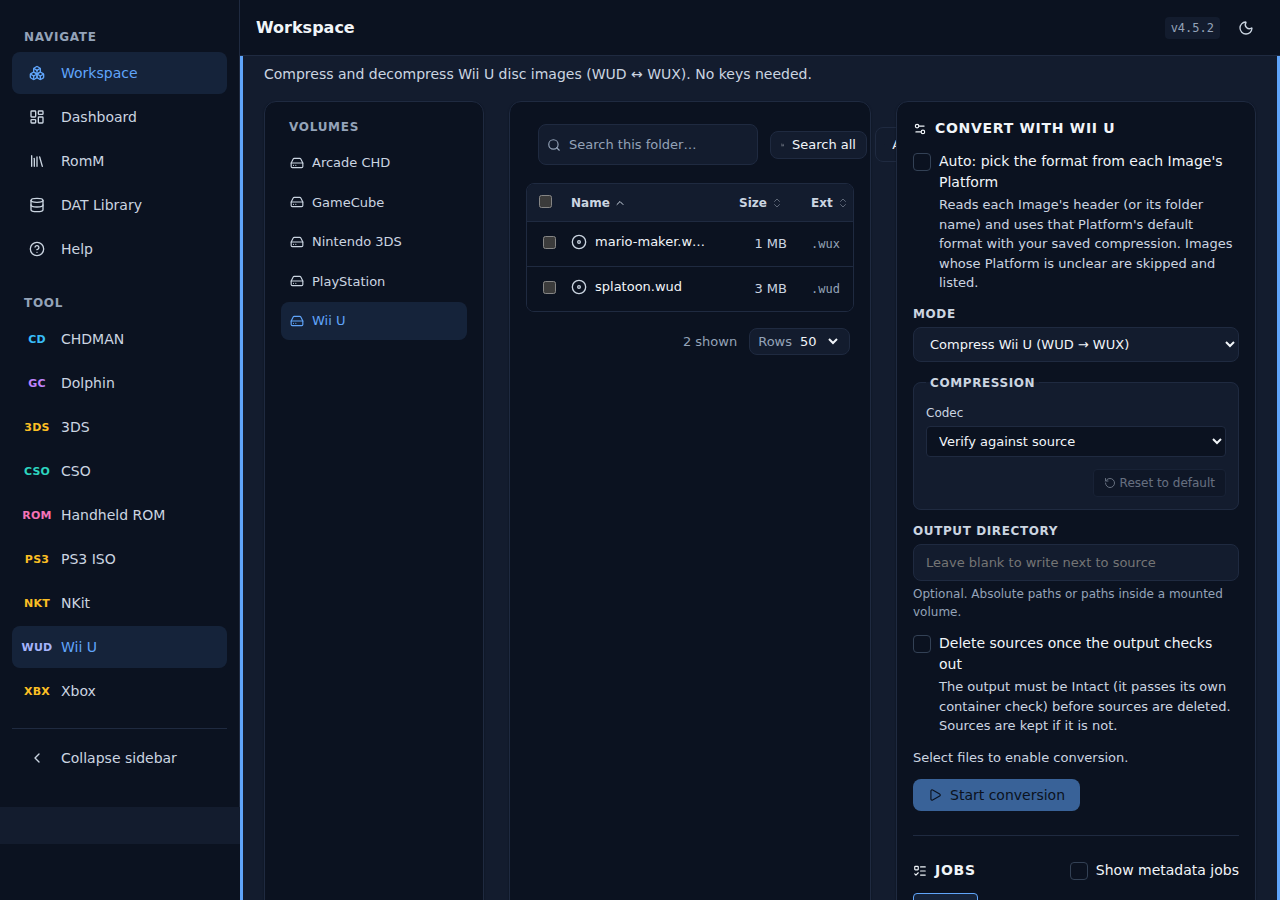 NAVIGATE
Workspace
Dashboard
RomM
DAT Library
Help
TOOL
CD CHDMAN
GC Dolphin
3DS 3DS
CSO CSO
ROM Handheld ROM
PS3 PS3 ISO
NKT NKit
WUD Wii U
XBX Xbox
Collapse sidebar
Workspace
v4.5.2
Compress and decompress Wii U disc images (WUD ↔ WUX). No keys needed.
VOLUMES
Arcade CHD
GameCube
Nintendo 3DS
PlayStation
Wii U
Search this folder…
Search all
Name Size Ext
mario-maker.w… 1 MB .wux
splatoon.wud 3 MB .wud
2 shown Rows 50
CONVERT WITH WII U
Auto: pick the format from each Image's
Platform
Reads each Image's header (or its folder
name) and uses that Platform's default
format with your saved compression. Images
whose Platform is unclear are skipped and
listed.
MODE
Compress Wii U (WUD → WUX)
COMPRESSION
Codec
Verify against source
Reset to default
OUTPUT DIRECTORY
Leave blank to write next to source
Optional. Absolute paths or paths inside a mounted
volume.
Delete sources once the output checks
out
The output must be Intact (it passes its own
container check) before sources are deleted.
Sources are kept if it is not.
Select files to enable conversion.
Start conversion
JOBS
Show metadata jobs